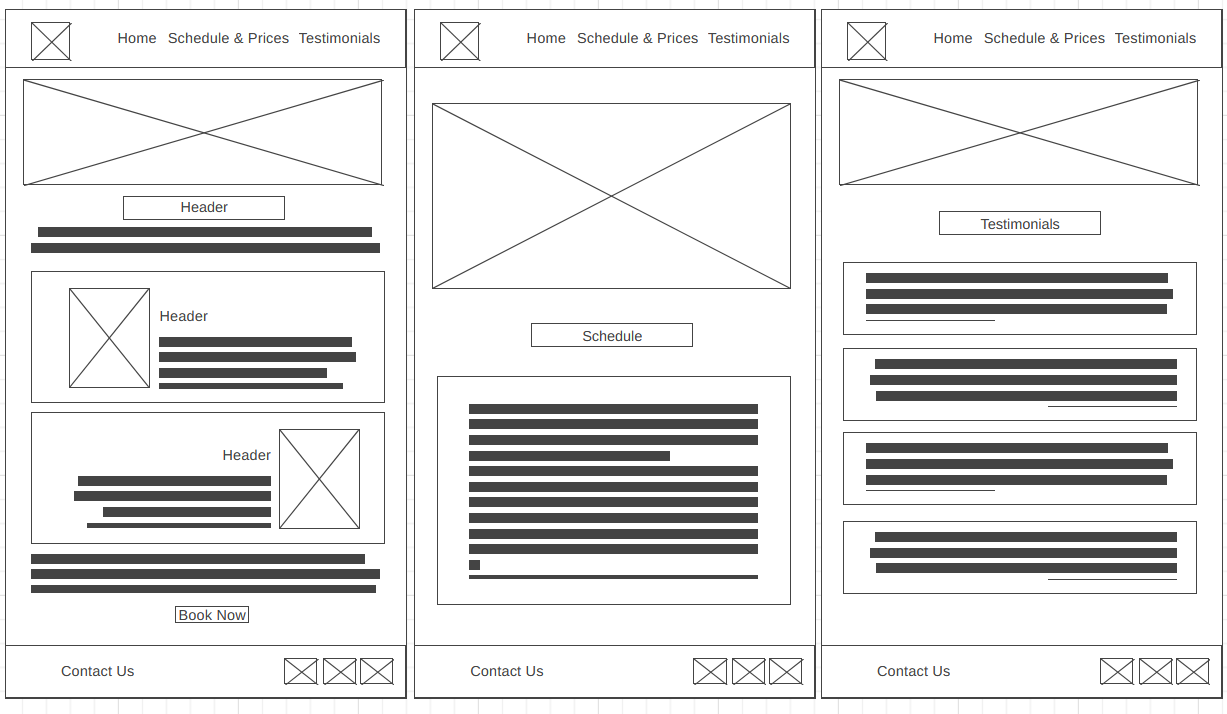 Home Schedule & Prices Testimonials
Header
Header
Header
Book Now
Contact Us
Home Schedule & Prices Testimonials
Schedule
Contact Us
Home Schedule & Prices Testimonials
Testimonials
Contact Us